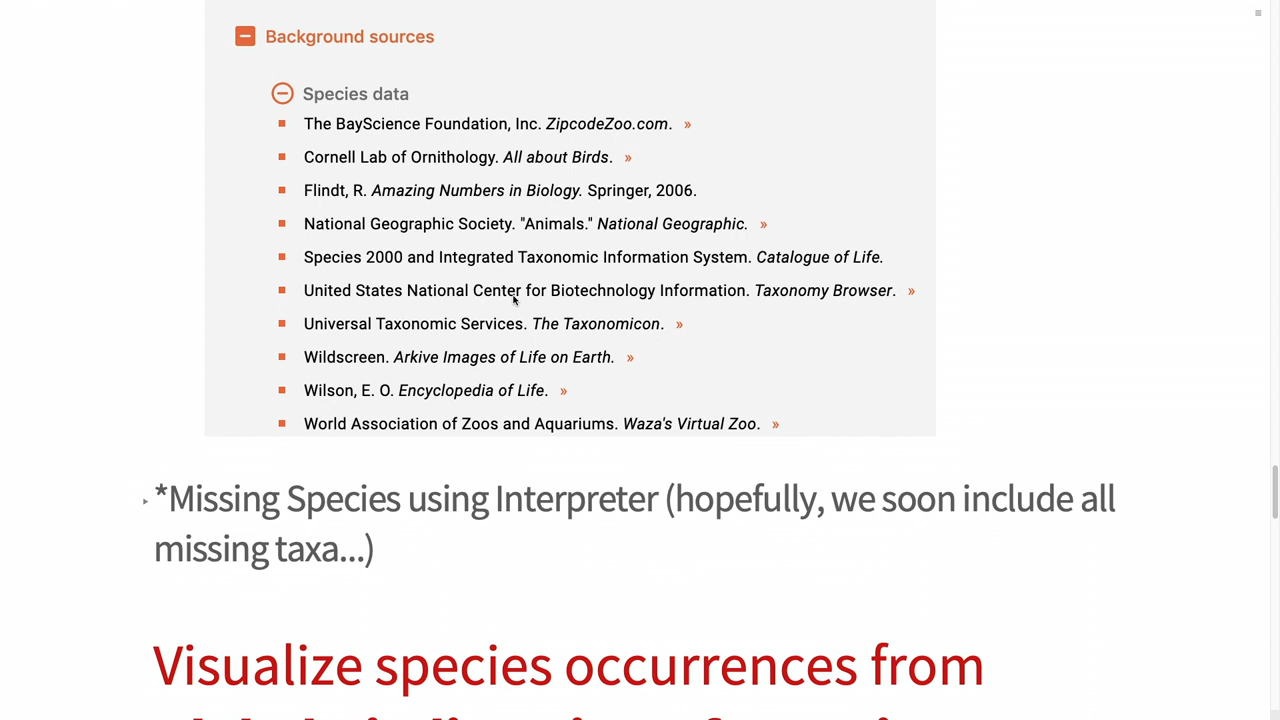 Background sources
Species data
The BayScience Foundation, Inc. ZipcodeZoo.com. »
Cornell Lab of Ornithology. All about Birds. »
Flindt, R. Amazing Numbers in Biology. Springer, 2006.
National Geographic Society. "Animals." National Geographic. »
Species 2000 and Integrated Taxonomic Information System. Catalogue of Life.
United States National Center for Biotechnology Information. Taxonomy Browser. »
Universal Taxonomic Services. The Taxonomicon. »
Wildscreen. Arkive Images of Life on Earth. »
Wilson, E. O. Encyclopedia of Life. »
World Association of Zoos and Aquariums. Waza's Virtual Zoo. »
*Missing Species using Interpreter (hopefully, we soon include all
missing taxa...)
Visualize species occurrences from